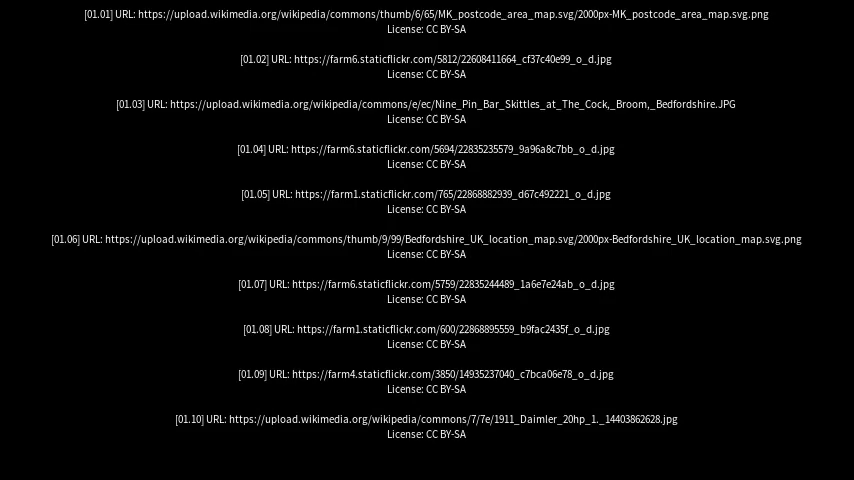 [01.01] URL: https://upload.wikimedia.org/wikipedia/commons/thumb/6/65/MK_postcode_area_map.svg/2000px-MK_postcode_area_map.svg.png
License: CC BY-SA
[01.02] URL: https://farm6.staticflickr.com/5812/22608411664_cf37c40e99_o_d.jpg
License: CC BY-SA
[01.03] URL: https://upload.wikimedia.org/wikipedia/commons/e/ec/Nine_Pin_Bar_Skittles_at_The_Cock,_Broom,_Bedfordshire.JPG
License: CC BY-SA
[01.04] URL: https://farm6.staticflickr.com/5694/22835235579_9a96a8c7bb_o_d.jpg
License: CC BY-SA
[01.05] URL: https://farm1.staticflickr.com/765/22868882939_d67c492221_o_d.jpg
License: CC BY-SA
[01.06] URL: https://upload.wikimedia.org/wikipedia/commons/thumb/9/99/Bedfordshire_UK_location_map.svg/2000px-Bedfordshire_UK_location_map.svg.png
License: CC BY-SA
[01.07] URL: https://farm6.staticflickr.com/5759/22835244489_1a6e7e24ab_o_d.jpg
License: CC BY-SA
[01.08] URL: https://farm1.staticflickr.com/600/22868895559_b9fac2435f_o_d.jpg
License: CC BY-SA
[01.09] URL: https://farm4.staticflickr.com/3850/14935237040_c7bca06e78_o_d.jpg
License: CC BY-SA
[01.10] URL: https://upload.wikimedia.org/wikipedia/commons/7/7e/1911_Daimler_20hp_1._14403862628.jpg
License: CC BY-SA